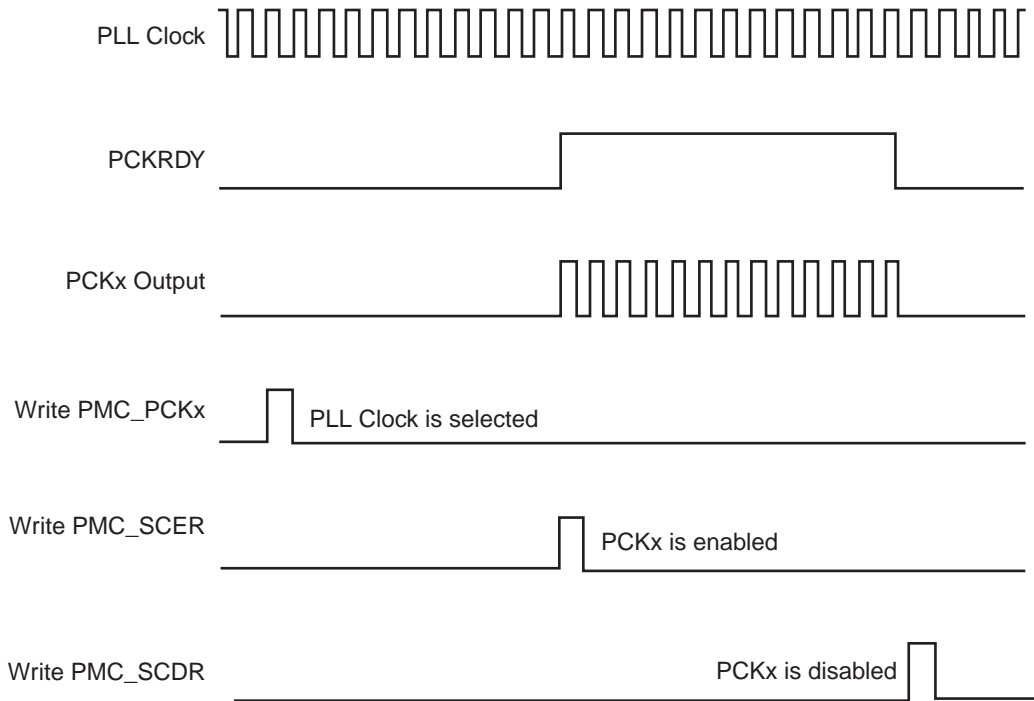 PLL Clock
PCKRDY
PCKx Output
Write PMC_PCKx
PLL Clock is selected
Write PMC_SCER
PCKx is enabled
Write PMC_SCDR
PCKx is disabled